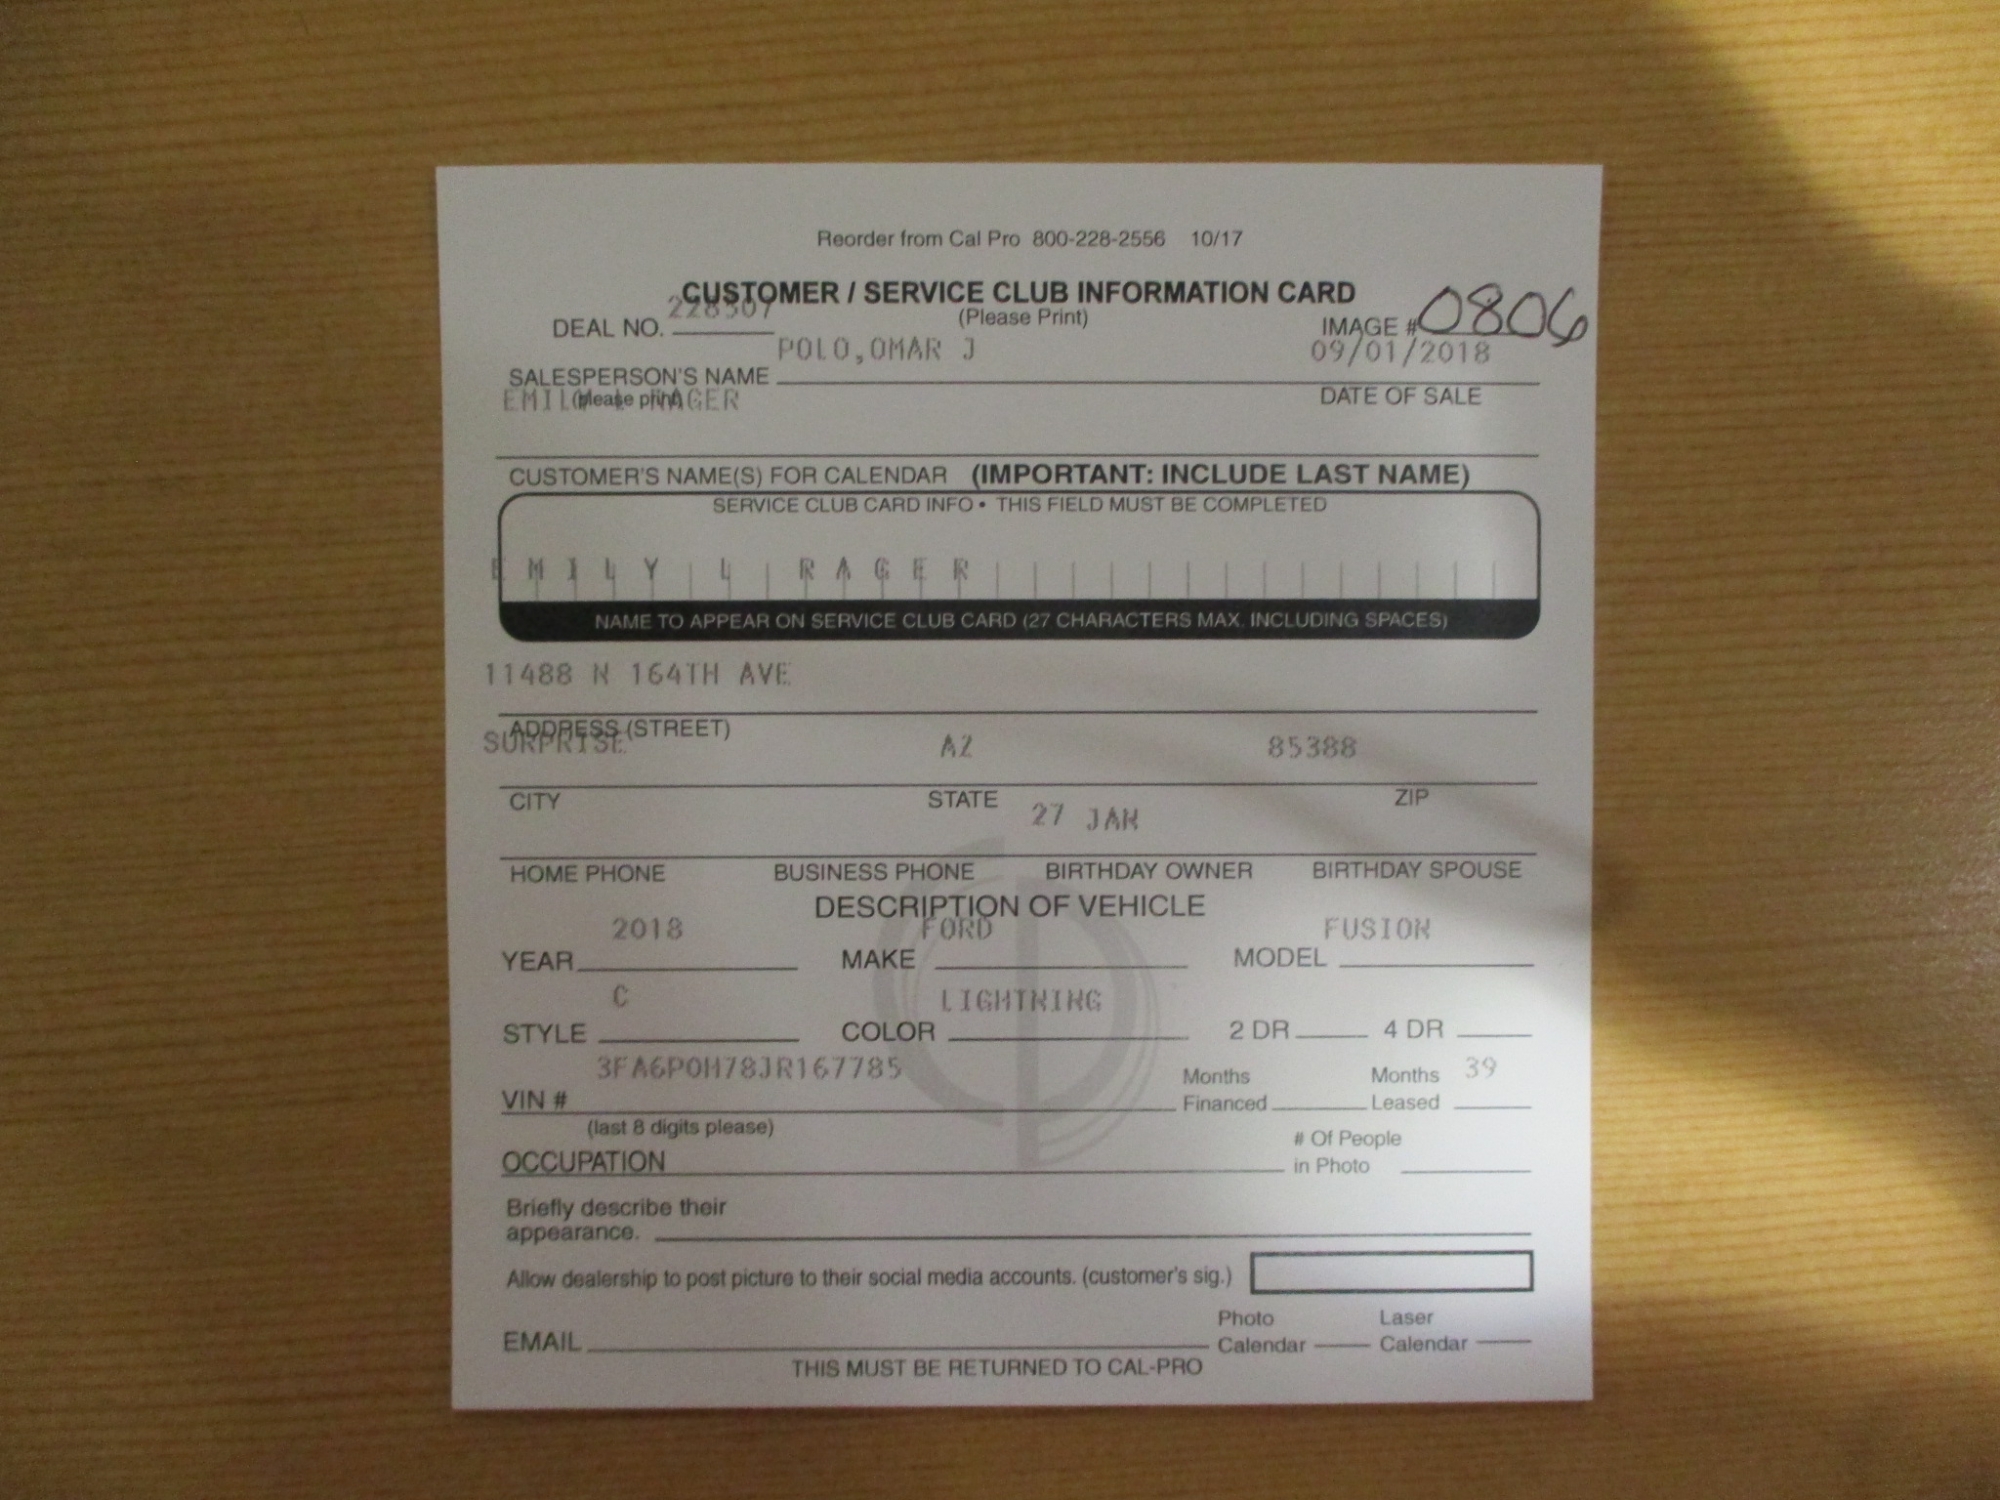 Reorder from Cal Pro 800-228-2556 10/17
CUSTOMER / SERVICE CLUB INFORMATION CARD
228507
DEAL NO. (Please Print) IMAGE # 0806
POLO,OMAR J 09/01/2018
SALESPERSON'S NAME
EMILY L RAGER (please print) DATE OF SALE
CUSTOMER'S NAME(S) FOR CALENDAR (IMPORTANT: INCLUDE LAST NAME)
SERVICE CLUB CARD INFO • THIS FIELD MUST BE COMPLETED
EMILY L RAGER
NAME TO APPEAR ON SERVICE CLUB CARD (27 CHARACTERS MAX. INCLUDING SPACES)
11488 N 164TH AVE
ADDRESS (STREET)
SURPRISE AZ 85388
CITY STATE ZIP
27 JAN
HOME PHONE BUSINESS PHONE BIRTHDAY OWNER BIRTHDAY SPOUSE
DESCRIPTION OF VEHICLE
2018 FORD FUSION
YEAR MAKE MODEL
C LIGHTNING
STYLE COLOR 2 DR 4 DR
3FA6P0H78JR167785 Months Months 39
VIN # Financed Leased
(last 8 digits please)
# Of People
OCCUPATION in Photo
Briefly describe their
appearance.
Allow dealership to post picture to their social media accounts. (customer's sig.)
Photo Laser
EMAIL Calendar Calendar
THIS MUST BE RETURNED TO CAL-PRO